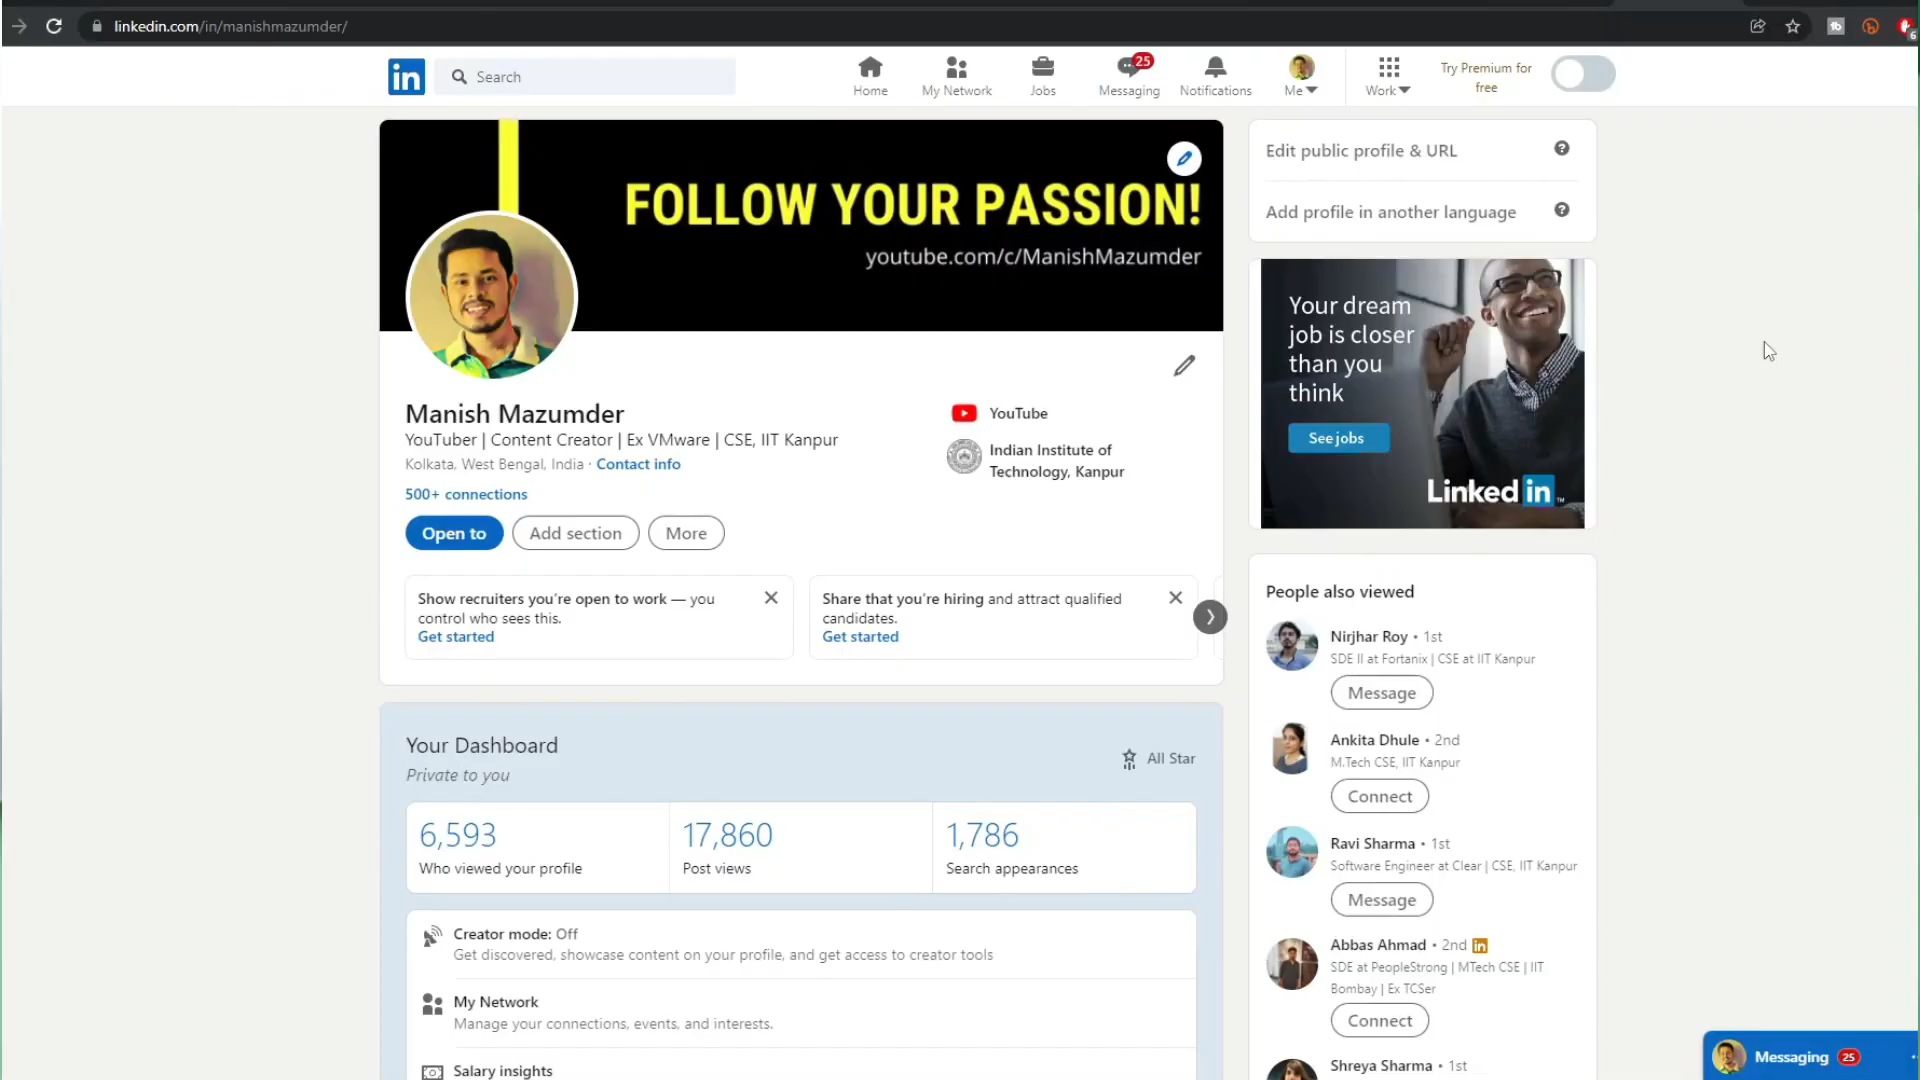 linkedin.com/in/manishmazumder/
6
in
Search
Home
My Network
Jobs
25
Messaging
Notifications
Me
Work
Try Premium for
free
FOLLOW YOUR PASSION!
youtube.com/c/ManishMazumder
Manish Mazumder
YouTuber | Content Creator | Ex VMware | CSE, IIT Kanpur
Kolkata, West Bengal, India · Contact info
500+ connections
Open to
Add section
More
YouTube
Indian Institute of
Technology, Kanpur
Show recruiters you're open to work — you
control who sees this.
Get started
Share that you're hiring and attract qualified
candidates.
Get started
Your Dashboard
Private to you
All Star
6,593
Who viewed your profile
17,860
Post views
1,786
Search appearances
Creator mode: Off
Get discovered, showcase content on your profile, and get access to creator tools
My Network
Manage your connections, events, and interests.
Salary insights
Edit public profile & URL
Add profile in another language
Your dream
job is closer
than you
think
See jobs
Linked in
People also viewed
Nirjhar Roy • 1st
SDE II at Fortanix | CSE at IIT Kanpur
Message
Ankita Dhule • 2nd
M.Tech CSE, IIT Kanpur
Connect
Ravi Sharma • 1st
Software Engineer at Clear | CSE, IIT Kanpur
Message
Abbas Ahmad • 2nd in
SDE at PeopleStrong | MTech CSE | IIT
Bombay | Ex TCSer
Connect
Shreya Sharma • 1st
Messaging 25